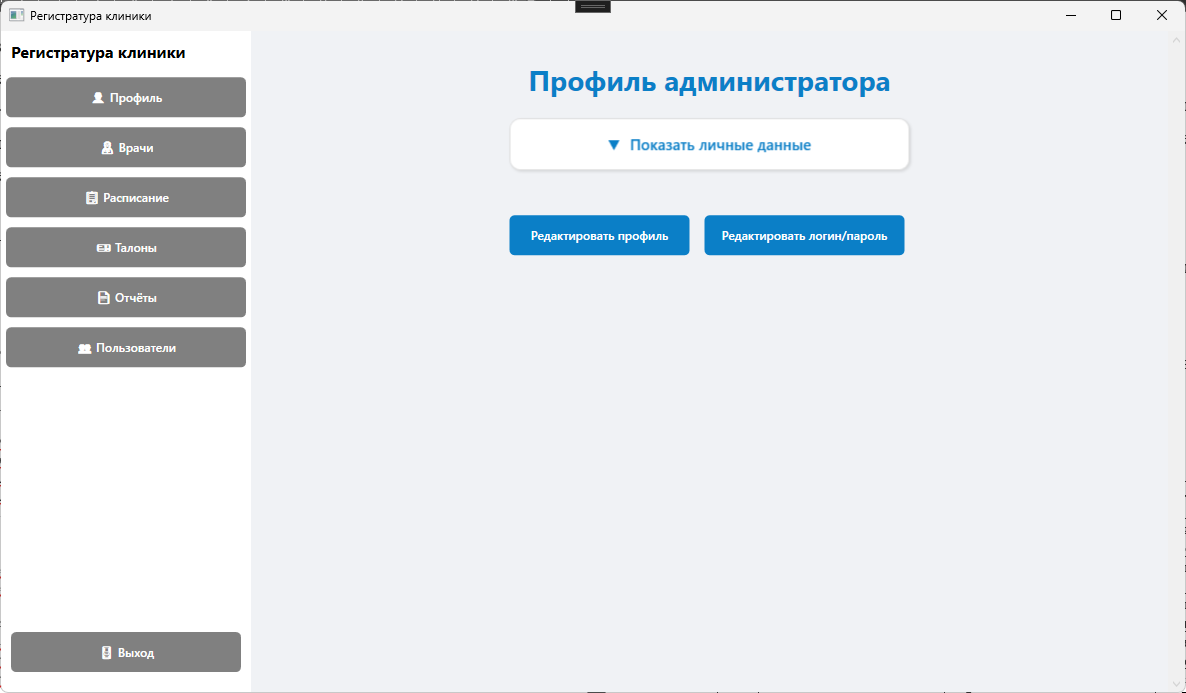 Регистратура клиники
Регистратура клиники
Профиль
Врачи
Расписание
Талоны
Отчёты
Пользователи
Выход
Профиль администратора
▼ Показать личные данные
Редактировать профиль
Редактировать логин/пароль